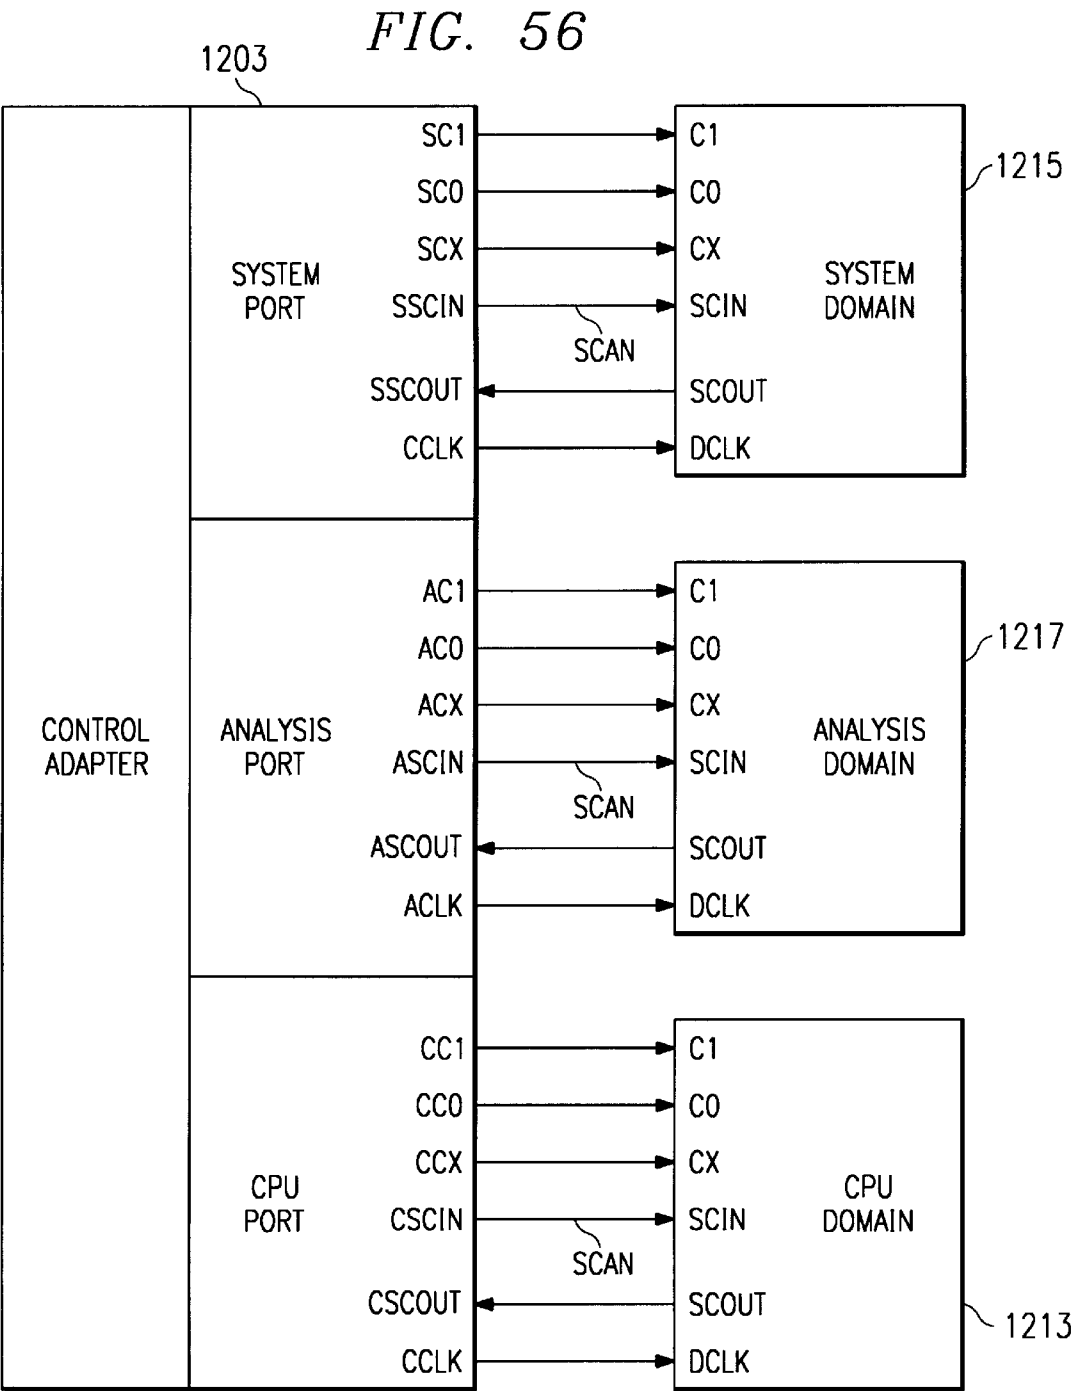 FIG. 56
1203
SC1 C1
SC0 C0
SCX CX
SSCIN SCIN
SCAN
SSCOUT SCOUT
CCLK DCLK
SYSTEM
PORT
SYSTEM
DOMAIN
1215
AC1 C1
AC0 C0
ACX CX
ASCIN SCIN
SCAN
ASCOUT SCOUT
ACLK DCLK
CONTROL
ADAPTER
ANALYSIS
PORT
ANALYSIS
DOMAIN
1217
CC1 C1
CC0 C0
CCX CX
CSCIN SCIN
SCAN
CSCOUT SCOUT
CCLK DCLK
CPU
PORT
CPU
DOMAIN
1213